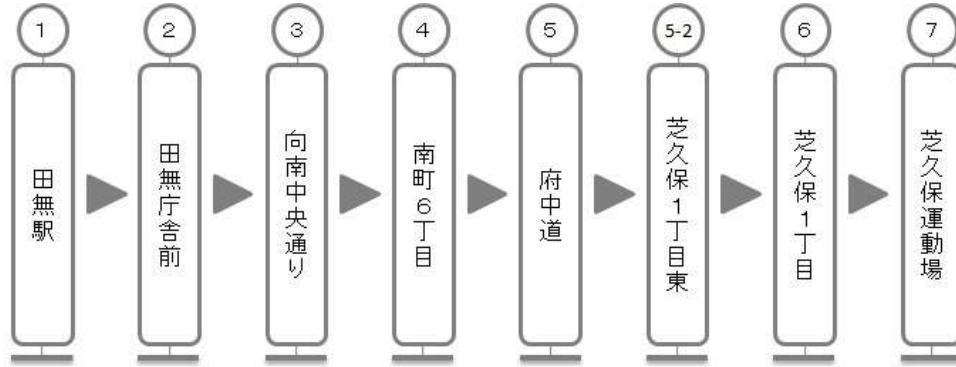 1
田無駅
2
田無庁舎前
3
向南中央通り
4
南町6丁目
5
府中道
5-2
芝久保1丁目東
6
芝久保1丁目
7
芝久保運動場